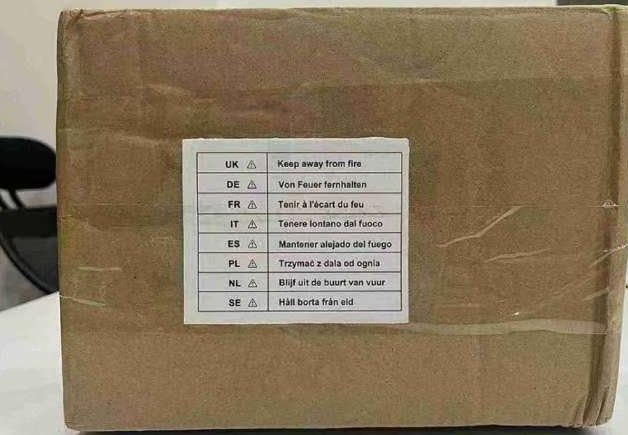 UK ⚠ Keep away from fire
DE ⚠ Von Feuer fernhalten
FR ⚠ Tenir à l'écart du feu
IT ⚠ Tenere lontano dal fuoco
ES ⚠ Mantener alejado del fuego
PL ⚠ Trzymać z dala od ognia
NL ⚠ Blijf uit de buurt van vuur
SE ⚠ Håll borta från eld